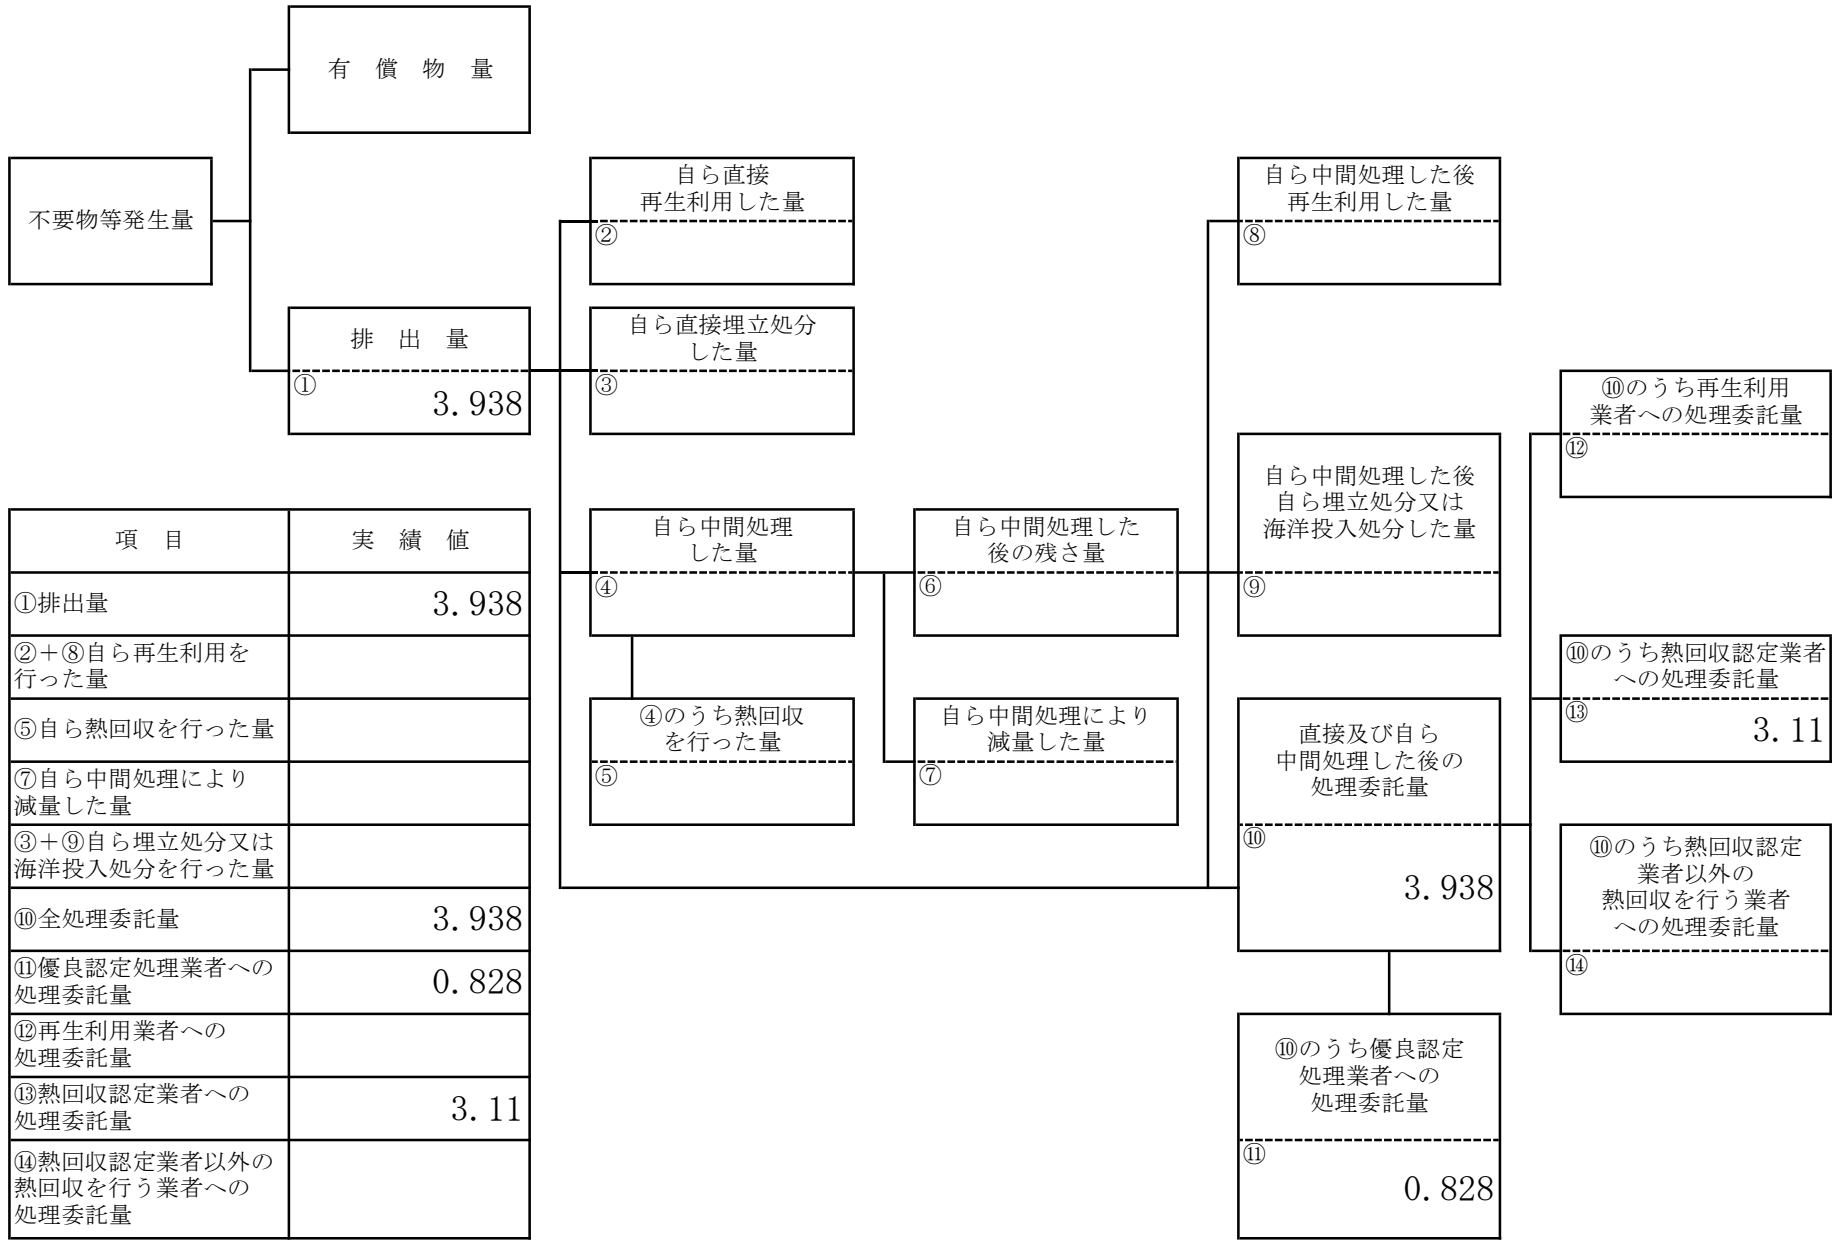 有　償　物　量
不要物等発生量
排　出　量
①
3.938
自ら直接
再生利用した量
②
自ら直接埋立処分
した量
③
自ら中間処理
した量
④
④のうち熱回収
を行った量
⑤
自ら中間処理した
後の残さ量
⑥
自ら中間処理により
減量した量
⑦
自ら中間処理した後
再生利用した量
⑧
自ら中間処理した後
自ら埋立処分又は
海洋投入処分した量
⑨
直接及び自ら
中間処理した後の
処理委託量
⑩
3.938
⑩のうち優良認定
処理業者への
処理委託量
⑪
0.828
⑩のうち再生利用
業者への処理委託量
⑫
⑩のうち熱回収認定業者
への処理委託量
⑬
3.11
⑩のうち熱回収認定
業者以外の
熱回収を行う業者
への処理委託量
⑭
項　目　実　績　値
①排出量 3.938
②＋⑧自ら再生利用を
行った量
⑤自ら熱回収を行った量
⑦自ら中間処理により
減量した量
③＋⑨自ら埋立処分又は
海洋投入処分を行った量
⑩全処理委託量 3.938
⑪優良認定処理業者への
処理委託量
0.828
⑫再生利用業者への
処理委託量
⑬熱回収認定業者への
処理委託量
3.11
⑭熱回収認定業者以外の
熱回収を行う業者への
処理委託量